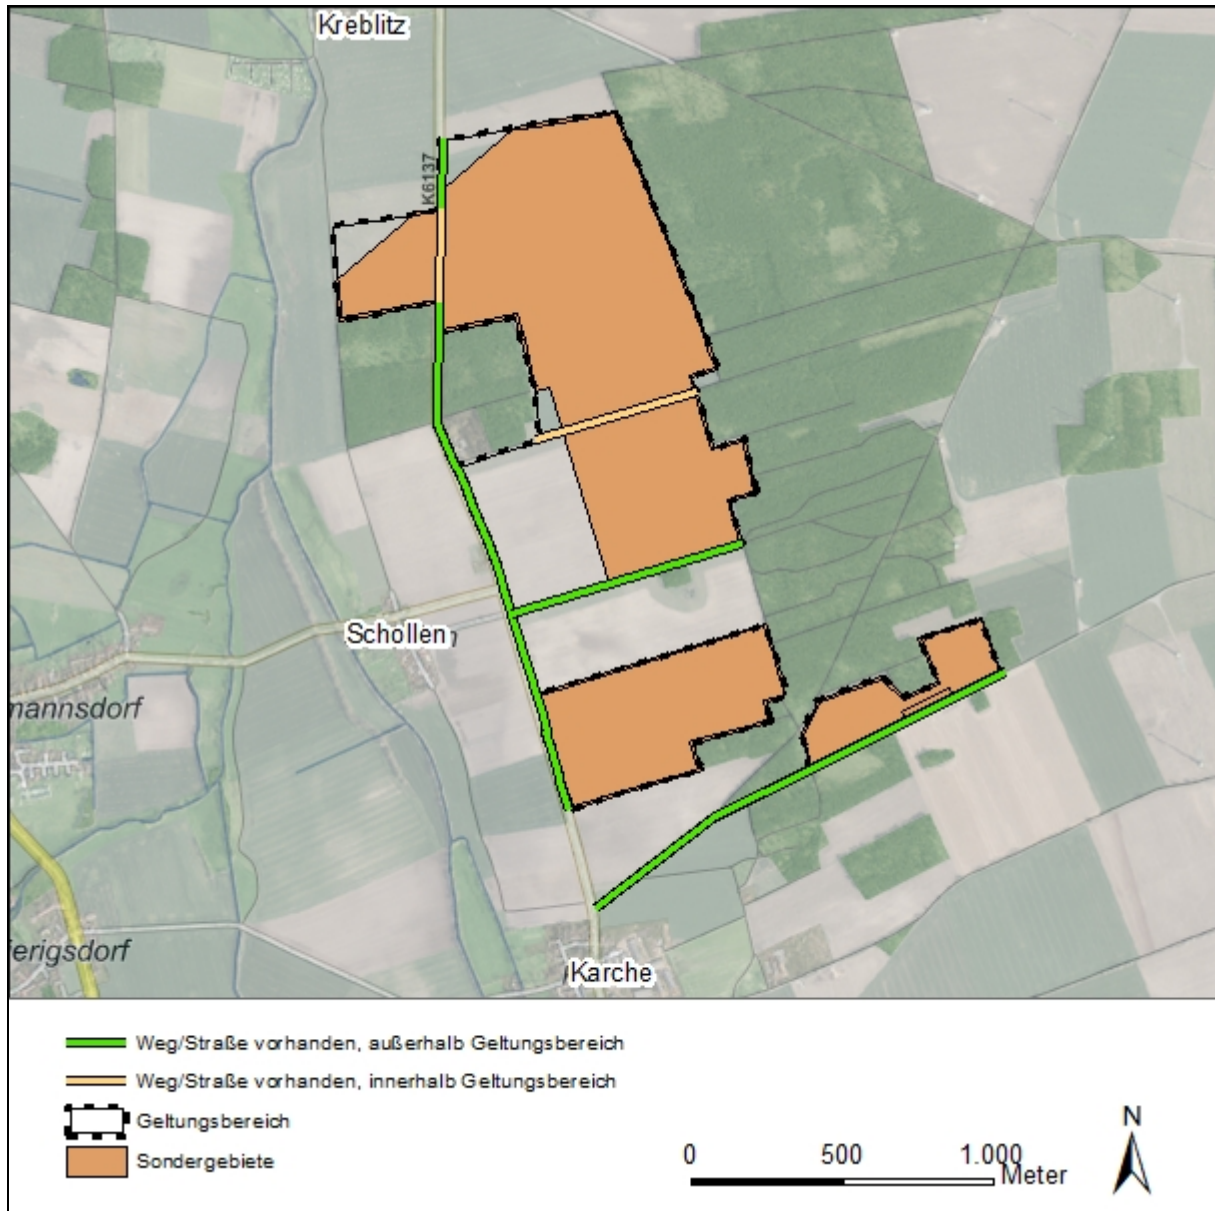 Kreblitz
K6137
Schollen
mannsdorf
ierigsdorf
Karche
Weg/Straße vorhanden, außerhalb Geltungsbereich
Weg/Straße vorhanden, innerhalb Geltungsbereich
Geltungsbereich
Sondergebiete
0 500 1.000
Meter
N